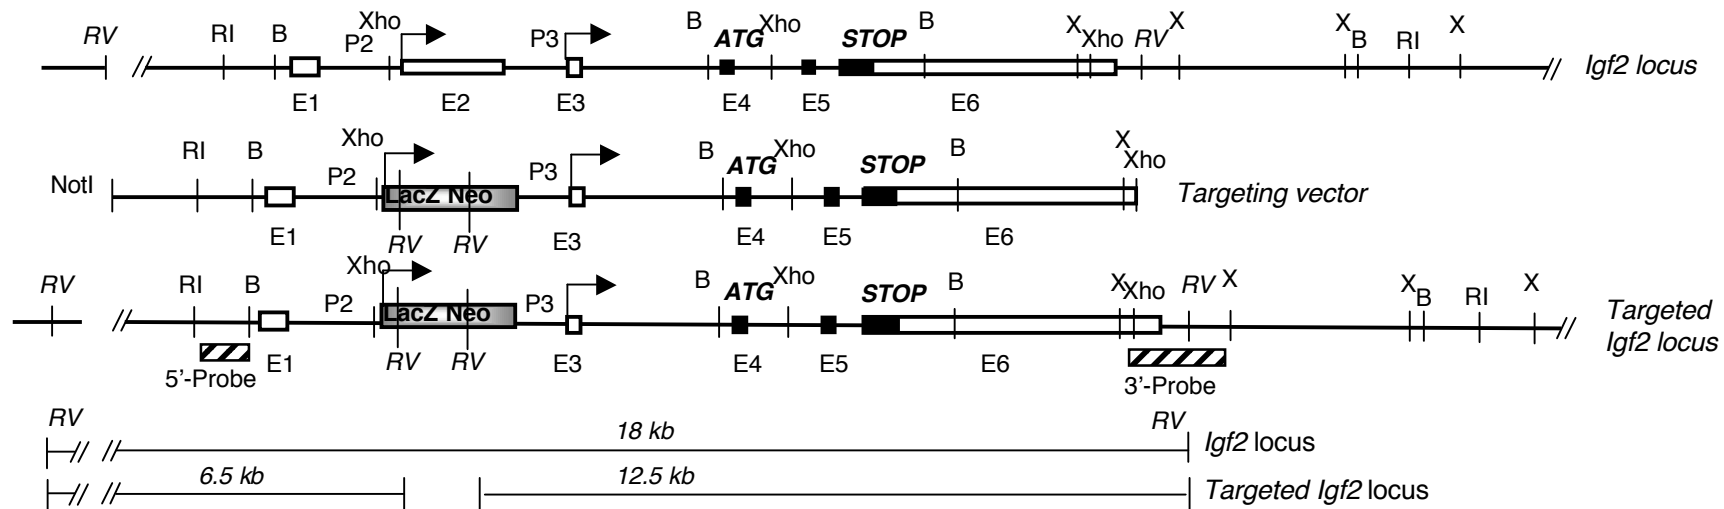 RV RI B P2 Xho P3 B ATG Xho STOP B X Xho RV X X B RI X Igf2 locus
E1 E2 E3 E4 E5 E6
NotI RI B P2 Xho LacZ Neo P3 B ATG Xho STOP B X Xho Targeting vector
E1 RV RV E3 E4 E5 E6
RV RI B P2 Xho LacZ Neo P3 B ATG Xho STOP B X Xho RV X X B RI X Targeted
Igf2 locus
E1 RV RV E3 E4 E5 E6
5'-Probe 3'-Probe
RV RV
18 kb Igf2 locus
6.5 kb 12.5 kb Targeted Igf2 locus